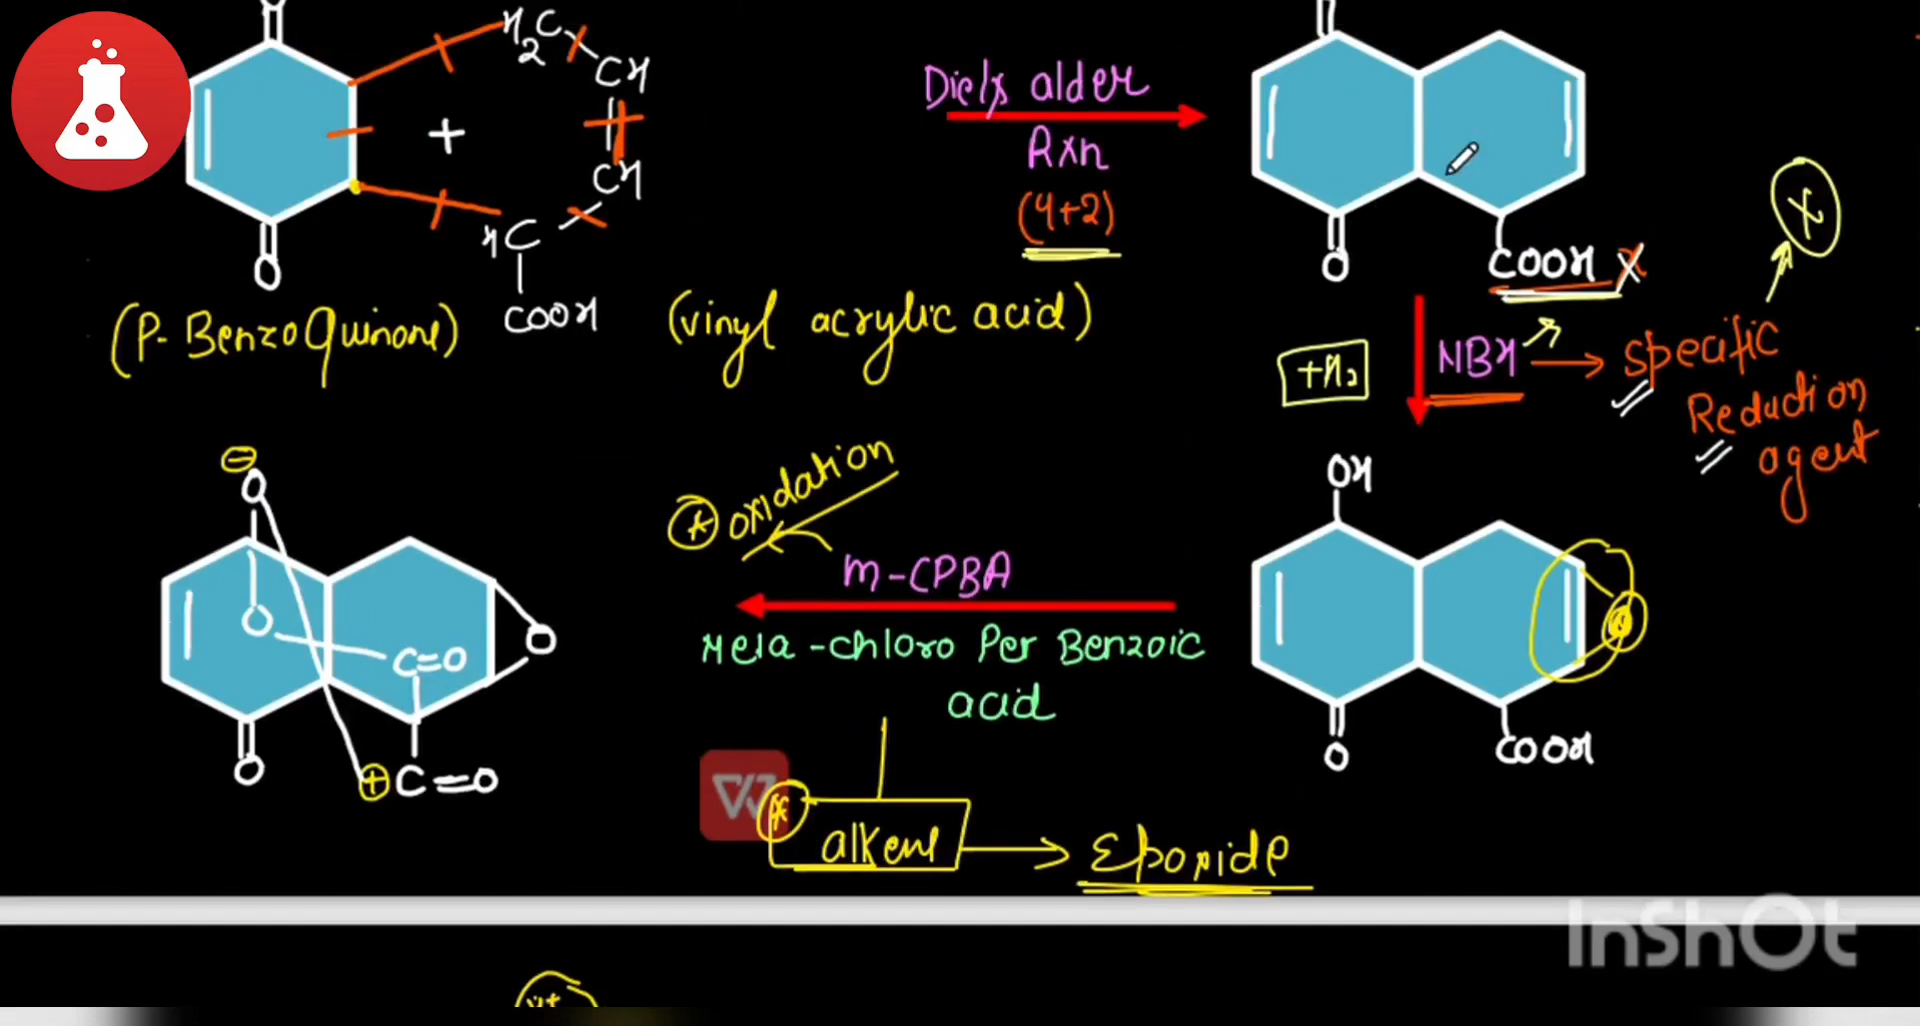 H2C
CH
CH
HC
COOH
+
O
(P-BenzoQuinone)
(vinyl acrylic acid)
Diels alder
Rxn
(4+2)
O
COOH X
+H2
NBH → Specific
Reduction
agent
OH
O
COOH
* oxidation
m-CPBA
Meta-chloro Per Benzoic
acid
alkene → Epoxide
⊖
O
O
C=O
O
O
⊕ C=O
InShOt